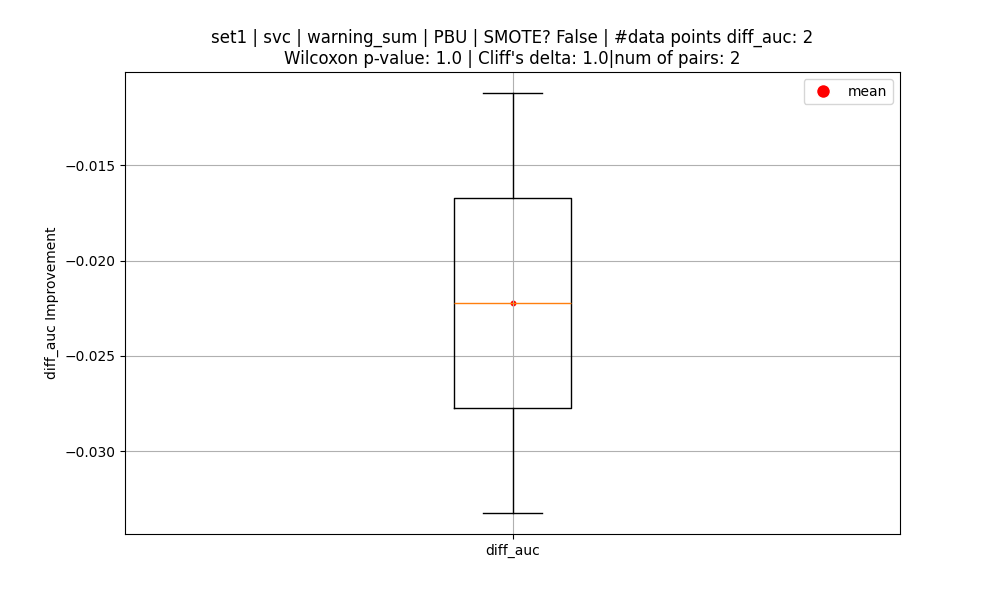 set1 | svc | warning_sum | PBU | SMOTE? False | #data points diff_auc: 2
Wilcoxon p-value: 1.0 | Cliff's delta: 1.0|num of pairs: 2
mean
−0.015
−0.020
−0.025
−0.030
diff_auc Improvement
diff_auc